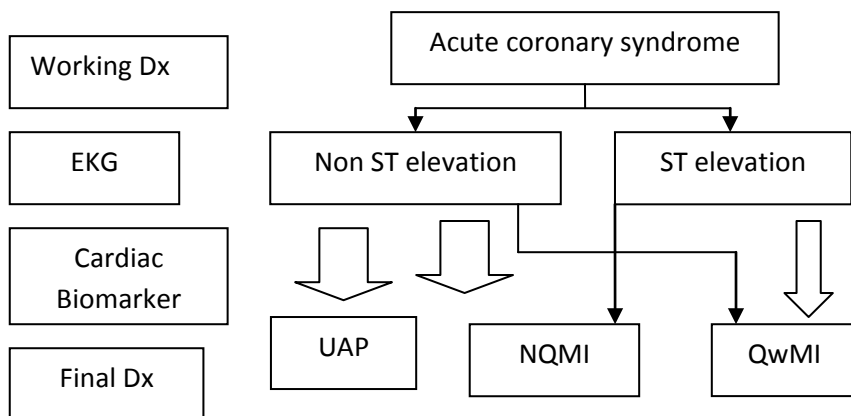 Working Dx
Acute coronary syndrome
EKG
Non ST elevation
ST elevation
Cardiac
Biomarker
UAP
NQMI
QwMI
Final Dx